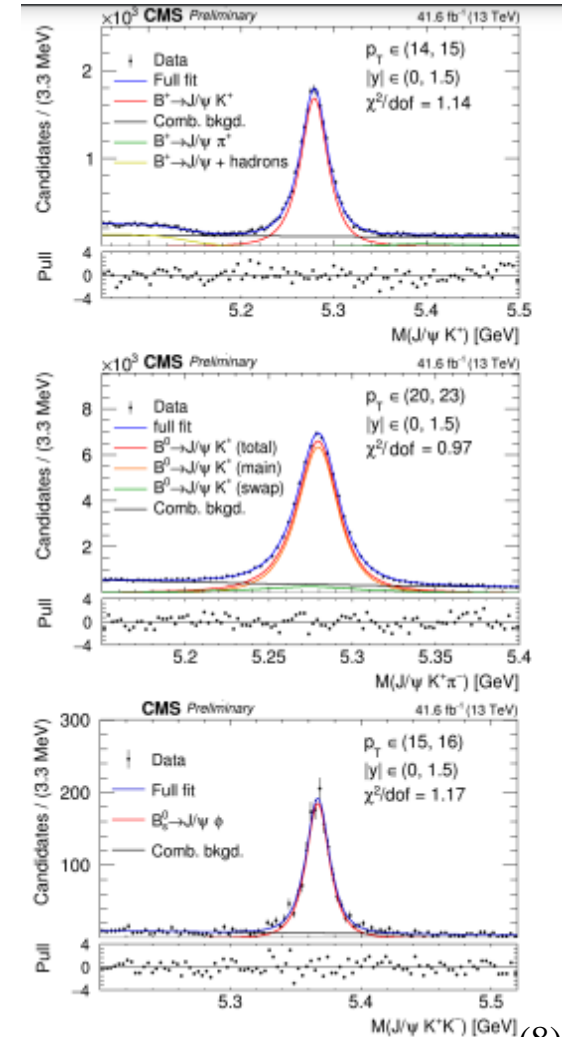 ×10³ CMS Preliminary 41.6 fb⁻¹ (13 TeV)
Candidates / (3.3 MeV)
2
1
Data
Full fit
B⁺→J/ψ K⁺
Comb. bkgd.
B⁺→J/ψ π⁺
B⁺→J/ψ + hadrons
p_T ∈ (14, 15)
|y| ∈ (0, 1.5)
χ²/dof = 1.14
Pull
4
0
−4
5.2 5.3 5.4 5.5
M(J/ψ K⁺) [GeV]
×10³ CMS Preliminary 41.6 fb⁻¹ (13 TeV)
Candidates / (3.3 MeV)
8
6
4
2
Data
full fit
B⁰→J/ψ K* (total)
B⁰→J/ψ K* (main)
B⁰→J/ψ K* (swap)
Comb. bkgd.
p_T ∈ (20, 23)
|y| ∈ (0, 1.5)
χ²/dof = 0.97
Pull
4
0
−4
5.2 5.25 5.3 5.35 5.4
M(J/ψ K⁺π⁻) [GeV]
CMS Preliminary 41.6 fb⁻¹ (13 TeV)
Candidates / (3.3 MeV)
300
200
100
Data
Full fit
B⁰ₛ→J/ψ ϕ
Comb. bkgd.
p_T ∈ (15, 16)
|y| ∈ (0, 1.5)
χ²/dof = 1.17
Pull
4
0
−4
5.3 5.4 5.5
M(J/ψ K⁺K⁻) [GeV]
(8)